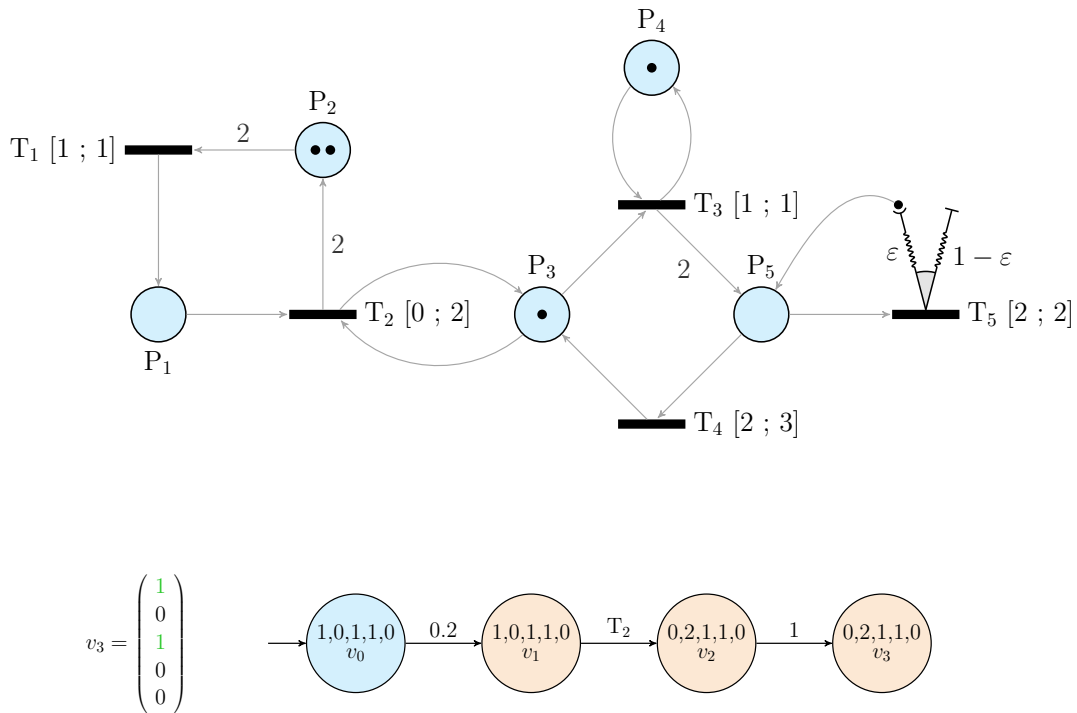 P4
P2
2
T1 [1 ; 1]
T3 [1 ; 1]
2
P3
2
P5
ε
1 − ε
P1
T2 [0 ; 2]
T5 [2 ; 2]
T4 [2 ; 3]
v3 =
1
0
1
0
0
1,0,1,1,0
v0
0.2
1,0,1,1,0
v1
T2
0,2,1,1,0
v2
1
0,2,1,1,0
v3